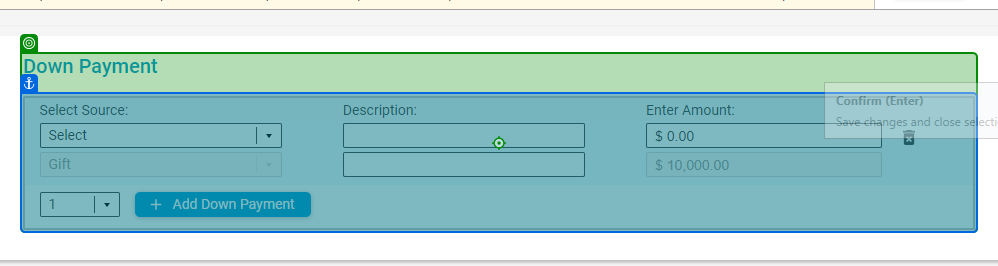 Down Payment
Select Source: Description: Enter Amount:
Confirm (Enter)
Save changes and close
Select $ 0.00
Gift $ 10,000.00
1 + Add Down Payment